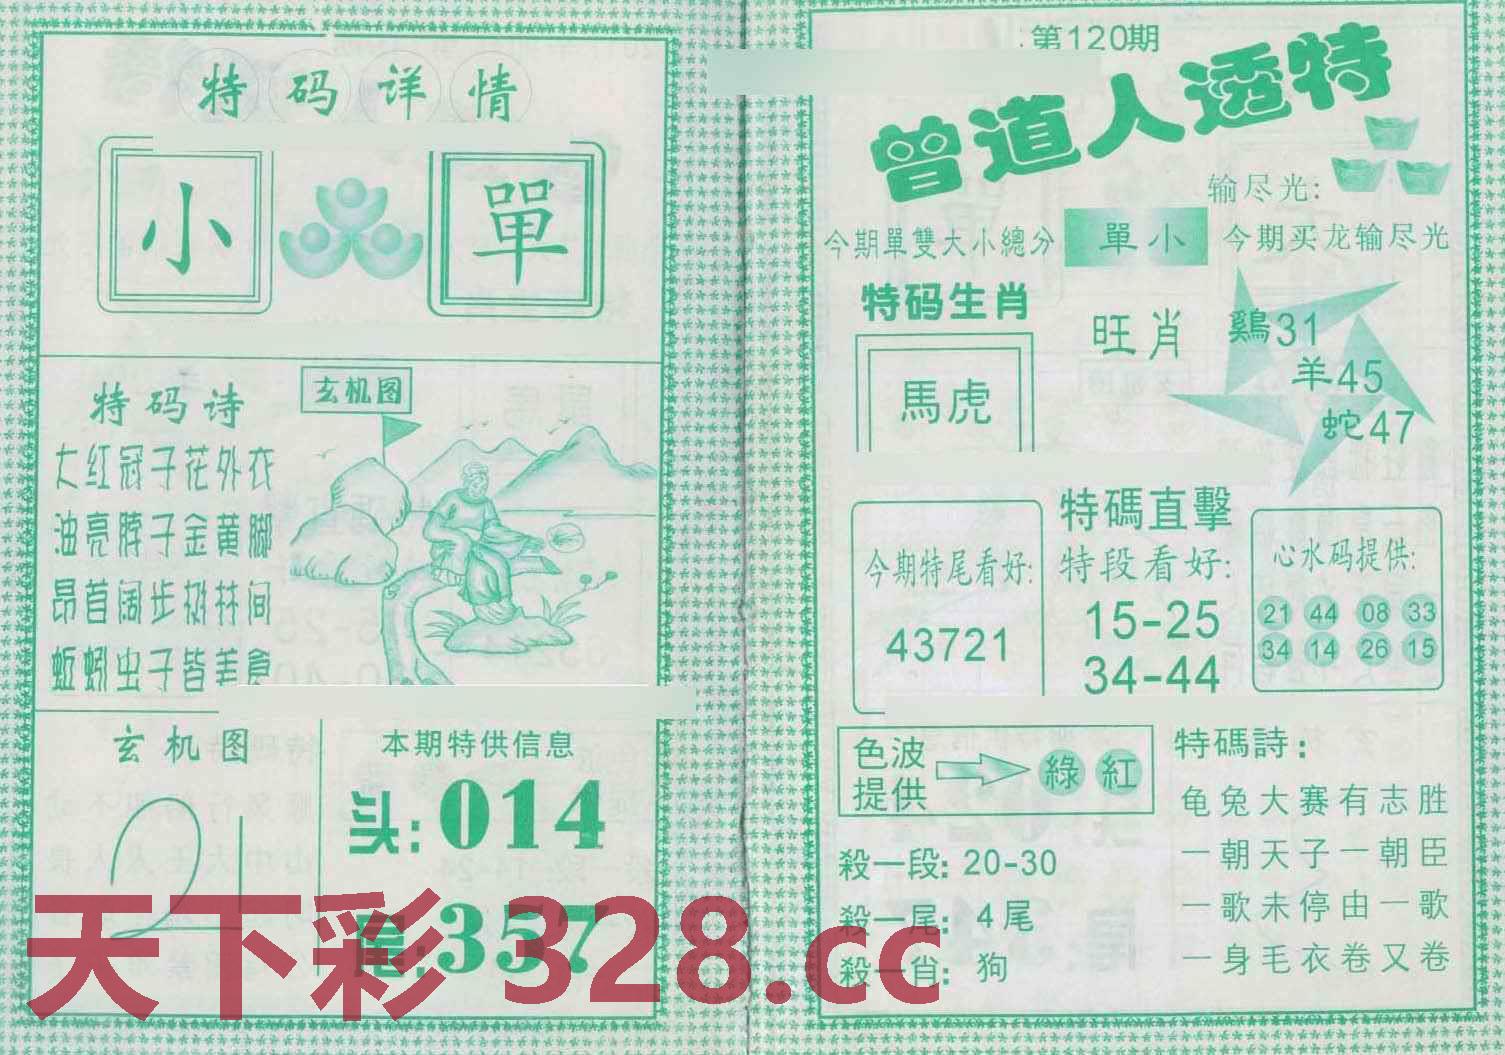 特码详情
小 單
特码诗
大红冠子花外衣
油亮脖子金黄脚
昂首阔步杨林间
蚯蚓虫子皆美食
玄机图
玄机图
21
本期特供信息
头:014
尾:357
第120期
曾道人透特
输尽光:
今期單雙大小總分 單小 今期买龙输尽光
特码生肖
馬虎
旺肖
鷄31
羊45
蛇47
今期特尾看好:
43721
特碼直擊
特段看好:
15-25
34-44
心水码提供:
21 44 08 33
34 14 26 15
色波
提供
綠 紅
殺一段: 20-30
殺一尾: 4尾
殺一肖: 狗
特碼詩:
龟兔大赛有志胜
一朝天子一朝臣
一歌未停由一歌
一身毛衣卷又卷
天下彩 328.cc